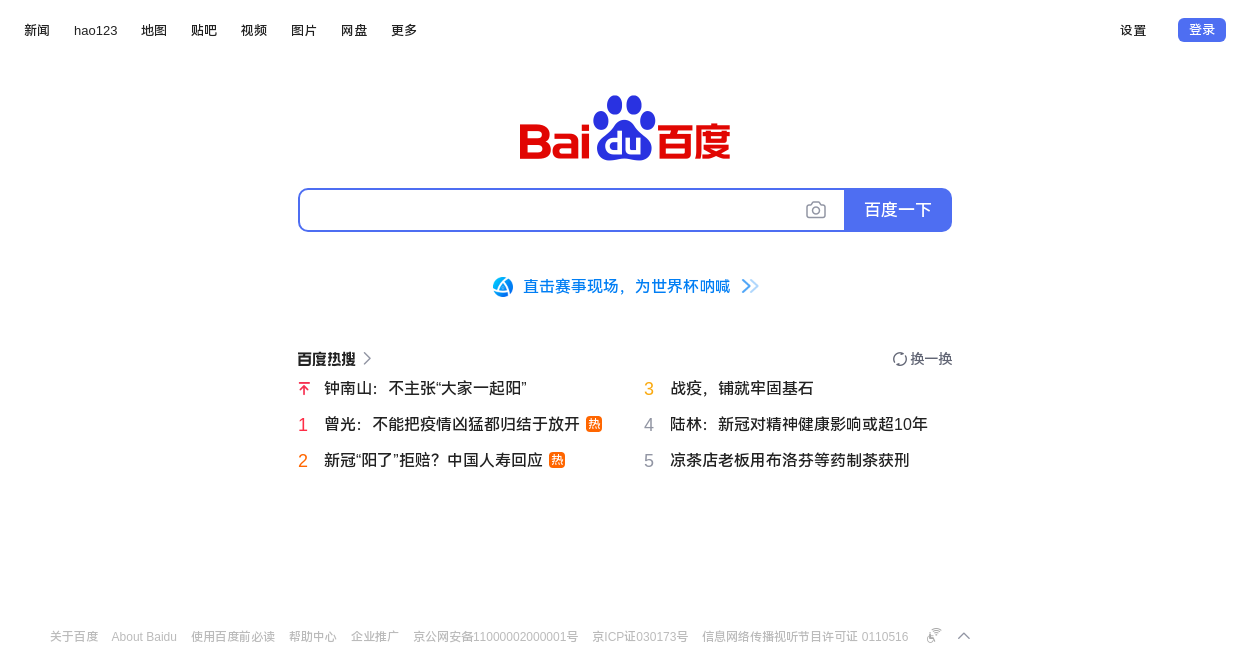 新闻 hao123 地图 贴吧 视频 图片 网盘 更多 设置 登录
Bai du 百度
百度一下
直击赛事现场，为世界杯呐喊
百度热搜 换一换
钟南山：不主张“大家一起阳”
1 曾光：不能把疫情凶猛都归结于放开 热
2 新冠“阳了”拒赔？中国人寿回应 热
3 战疫，铺就牢固基石
4 陆林：新冠对精神健康影响或超10年
5 凉茶店老板用布洛芬等药制茶获刑
关于百度 About Baidu 使用百度前必读 帮助中心 企业推广 京公网安备11000002000001号 京ICP证030173号 信息网络传播视听节目许可证 0110516